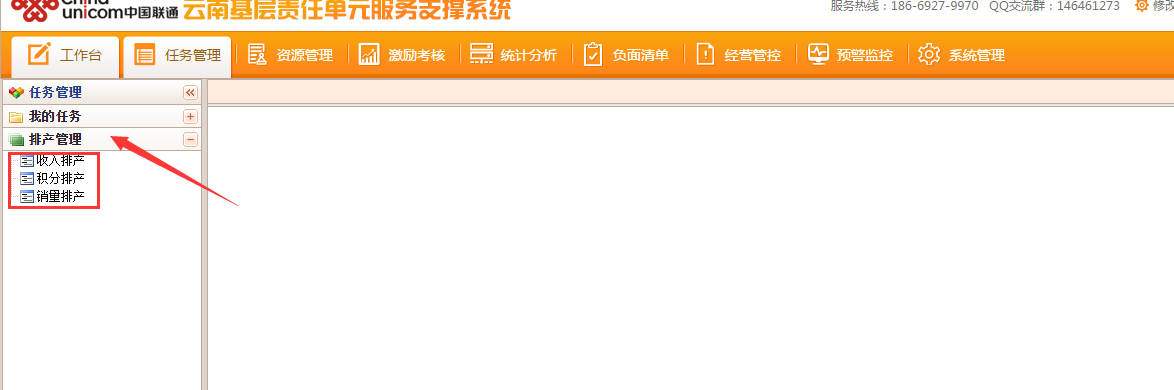 china
unicom中国联通 云南基层责任单元服务支撑系统
服务热线：186-6927-9970 QQ交流群：146461273 修改
工作台 任务管理 资源管理 激励考核 统计分析 负面清单 经营管控 预警监控 系统管理
任务管理
我的任务
排产管理
收入排产
积分排产
销量排产